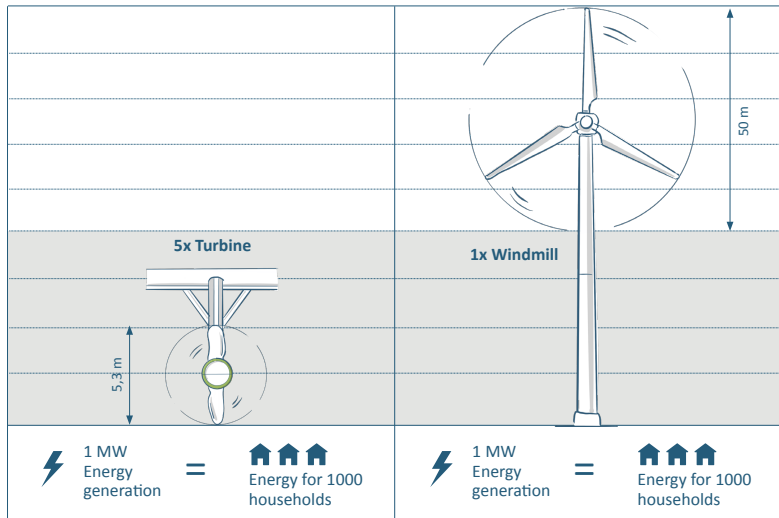 5x Turbine
5,3 m
1 MW
Energy
generation
=
Energy for 1000
households
50 m
1x Windmill
1 MW
Energy
generation
=
Energy for 1000
households